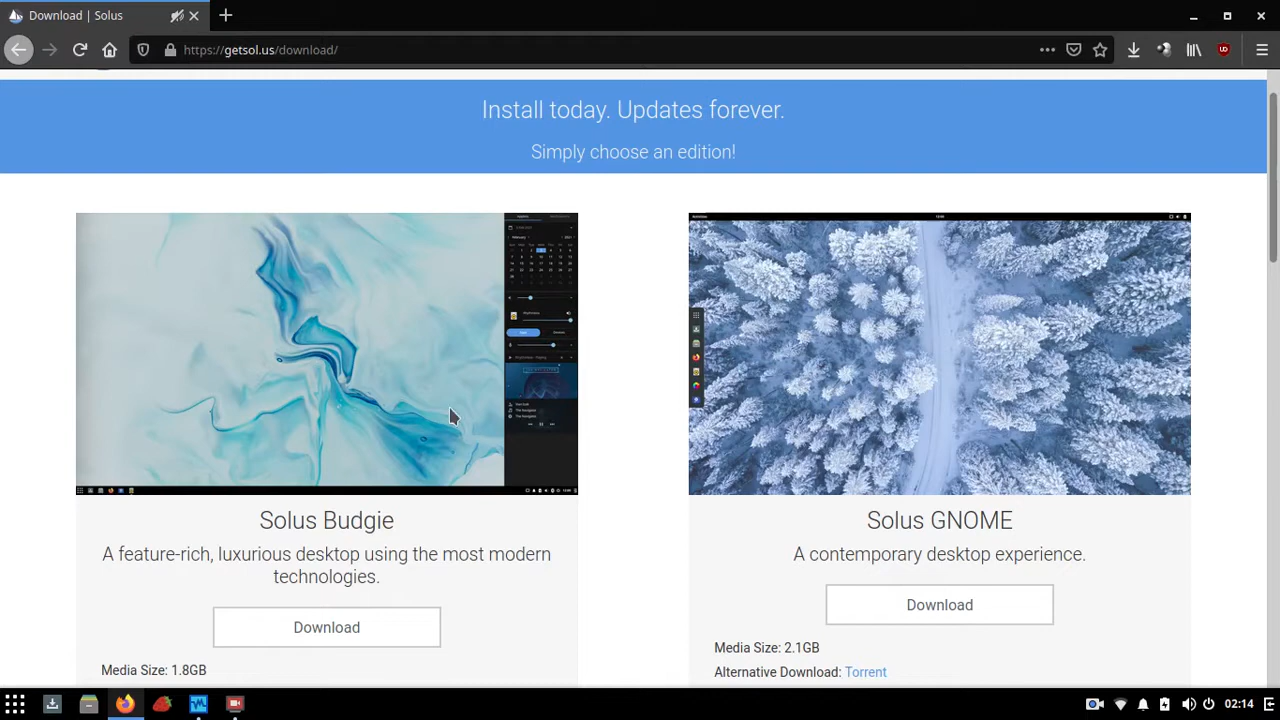 Download | Solus
https://getsol.us/download/
Install today. Updates forever.
Simply choose an edition!
Solus Budgie
A feature-rich, luxurious desktop using the most modern
technologies.
Download
Media Size: 1.8GB
Solus GNOME
A contemporary desktop experience.
Download
Media Size: 2.1GB
Alternative Download: Torrent
02:14